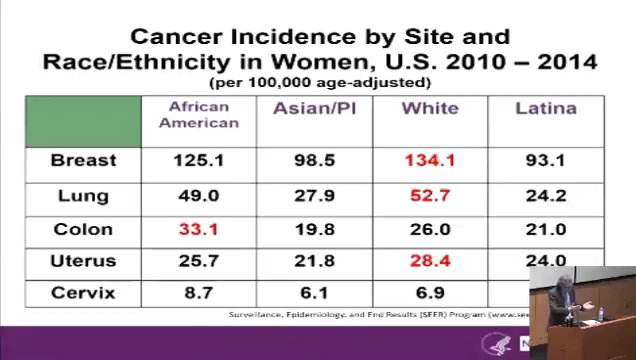 Cancer Incidence by Site and
Race/Ethnicity in Women, U.S. 2010 – 2014
(per 100,000 age-adjusted)
African American Asian/PI White Latina
Breast 125.1 98.5 134.1 93.1
Lung 49.0 27.9 52.7 24.2
Colon 33.1 19.8 26.0 21.0
Uterus 25.7 21.8 28.4 24.0
Cervix 8.7 6.1 6.9
Surveillance, Epidemiology, and End Results (SEER) Program